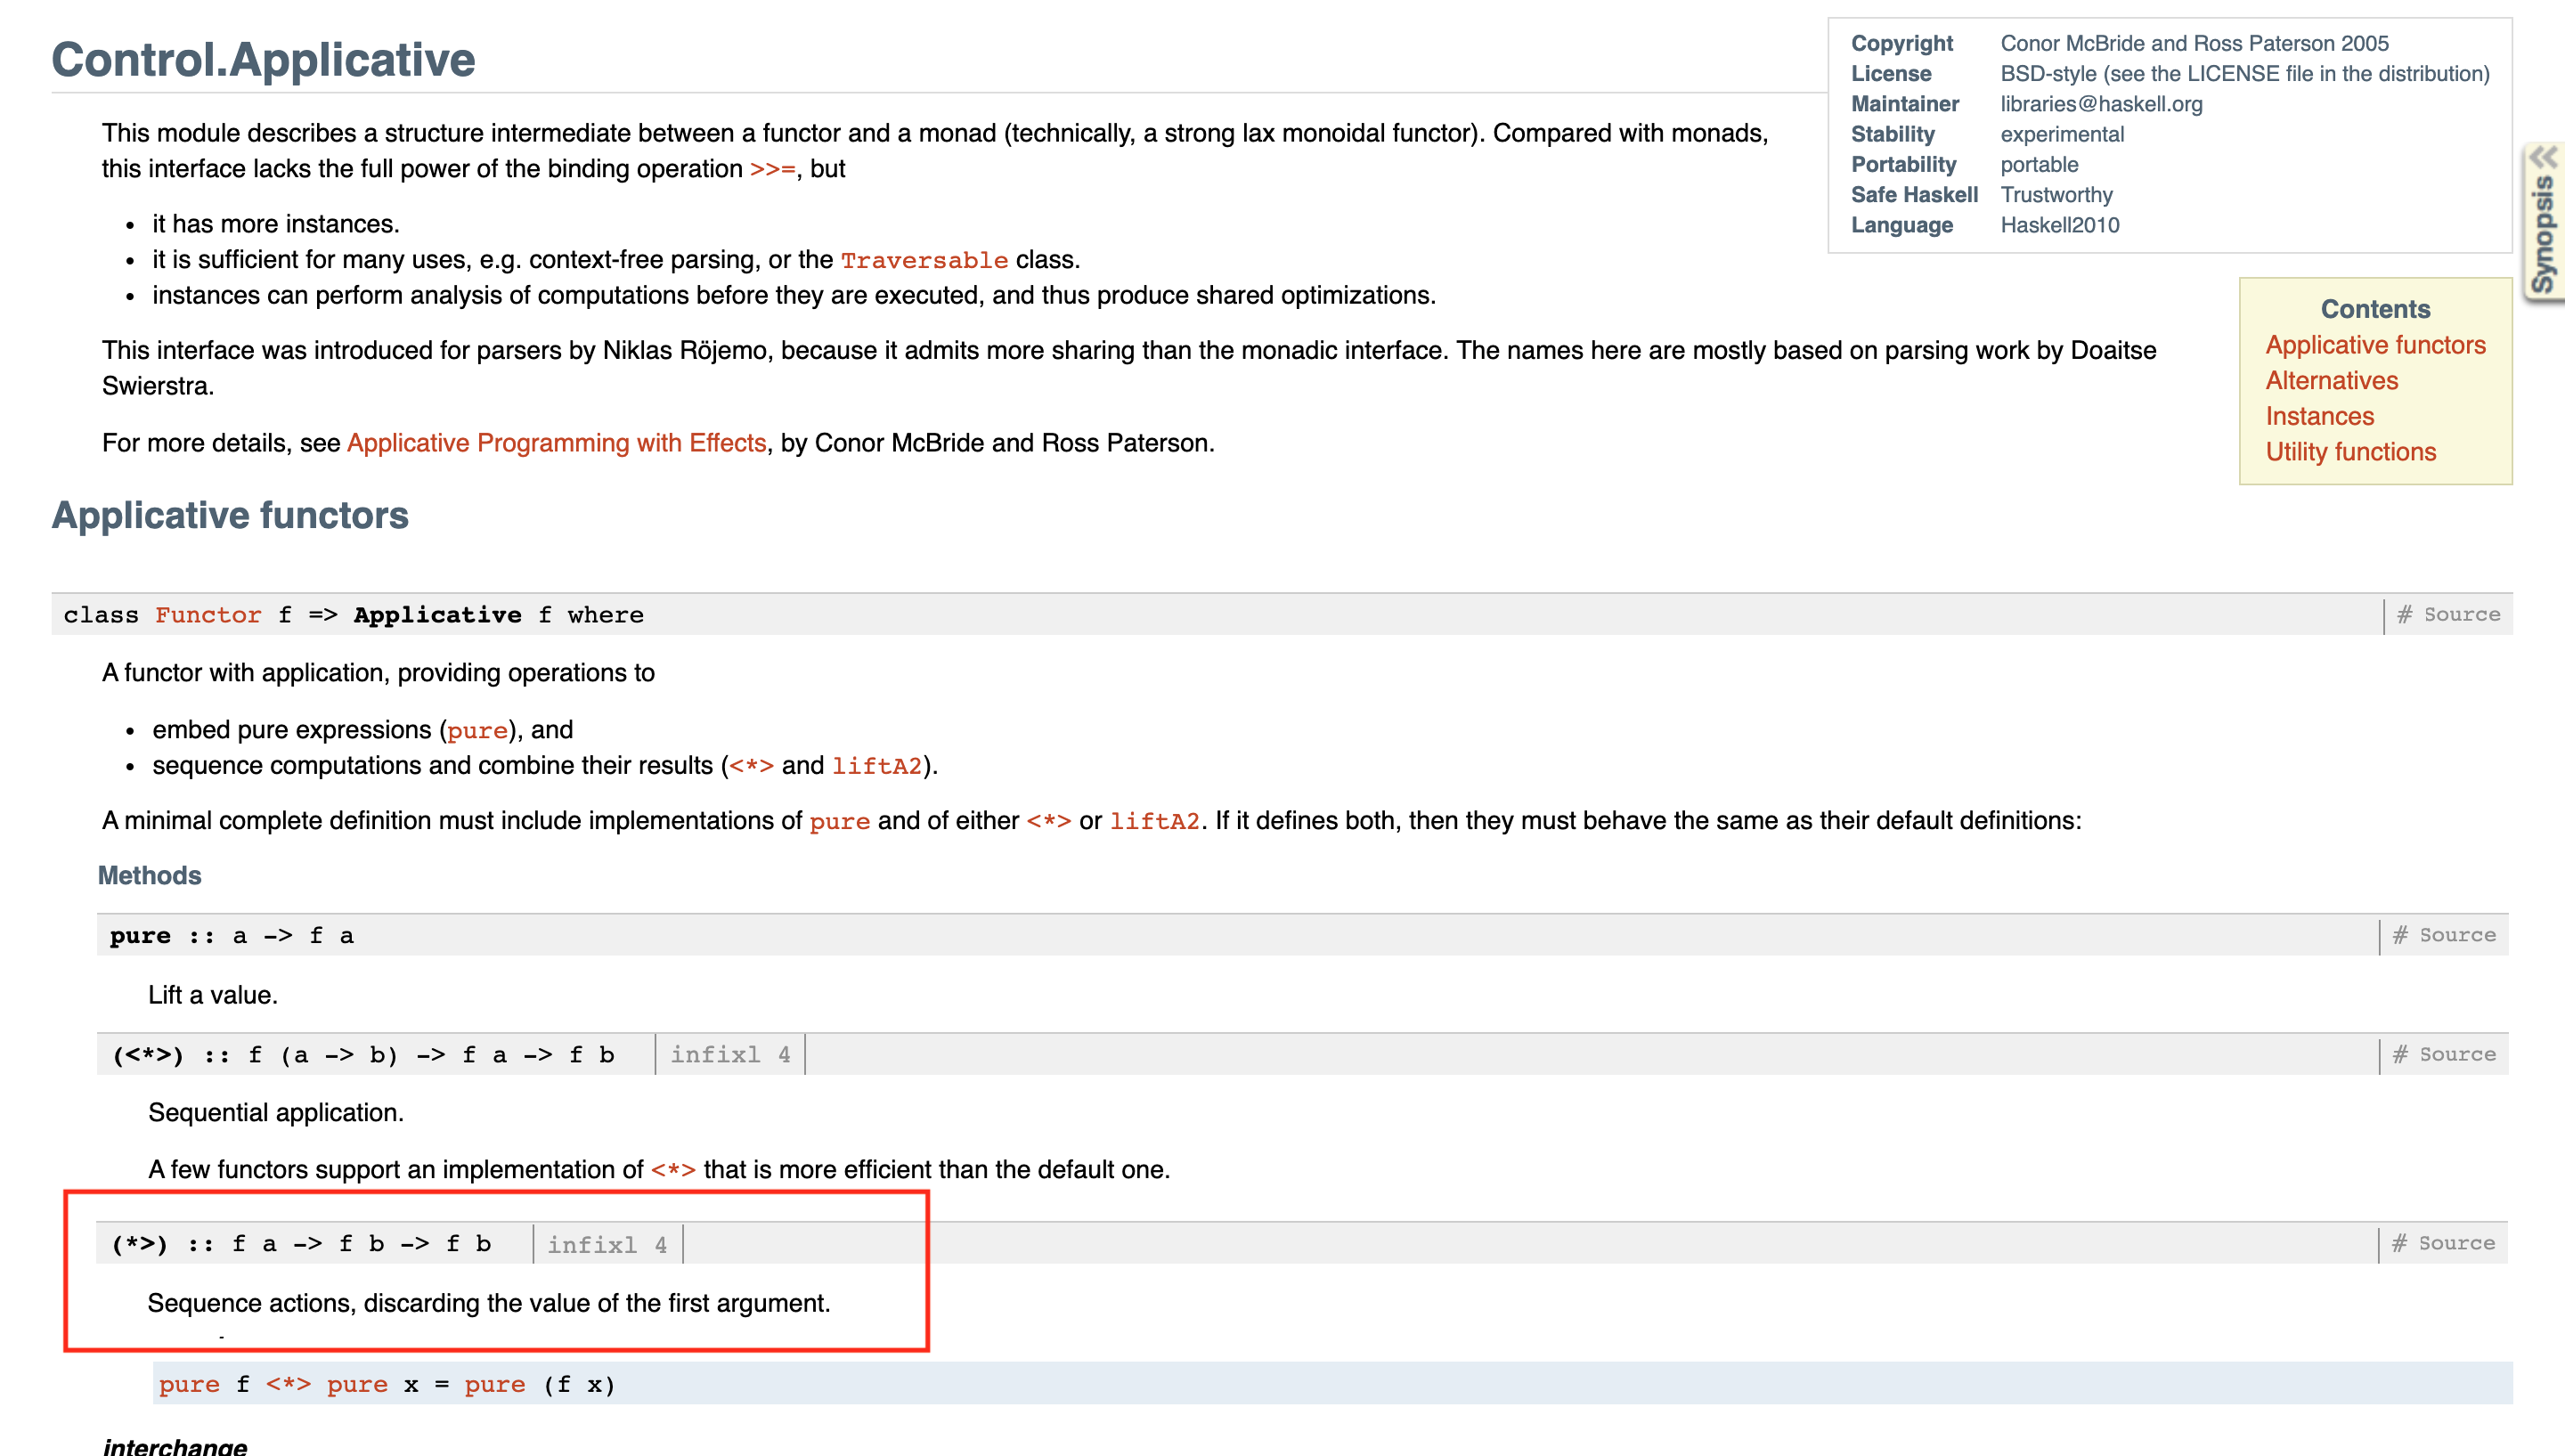 Control.Applicative
Copyright Conor McBride and Ross Paterson 2005
License BSD-style (see the LICENSE file in the distribution)
Maintainer libraries@haskell.org
Stability experimental
Portability portable
Safe Haskell Trustworthy
Language Haskell2010
Synopsis
This module describes a structure intermediate between a functor and a monad (technically, a strong lax monoidal functor). Compared with monads,
this interface lacks the full power of the binding operation >>=, but
• it has more instances.
• it is sufficient for many uses, e.g. context-free parsing, or the Traversable class.
• instances can perform analysis of computations before they are executed, and thus produce shared optimizations.
Contents
Applicative functors
Alternatives
Instances
Utility functions
This interface was introduced for parsers by Niklas Röjemo, because it admits more sharing than the monadic interface. The names here are mostly based on parsing work by Doaitse
Swierstra.
For more details, see Applicative Programming with Effects, by Conor McBride and Ross Paterson.
Applicative functors
class Functor f => Applicative f where # Source
A functor with application, providing operations to
• embed pure expressions (pure), and
• sequence computations and combine their results (<*> and liftA2).
A minimal complete definition must include implementations of pure and of either <*> or liftA2. If it defines both, then they must behave the same as their default definitions:
Methods
pure :: a -> f a # Source
Lift a value.
(<*>) :: f (a -> b) -> f a -> f b infixl 4 # Source
Sequential application.
A few functors support an implementation of <*> that is more efficient than the default one.
(*>) :: f a -> f b -> f b infixl 4 # Source
Sequence actions, discarding the value of the first argument.
pure f <*> pure x = pure (f x)
interchange